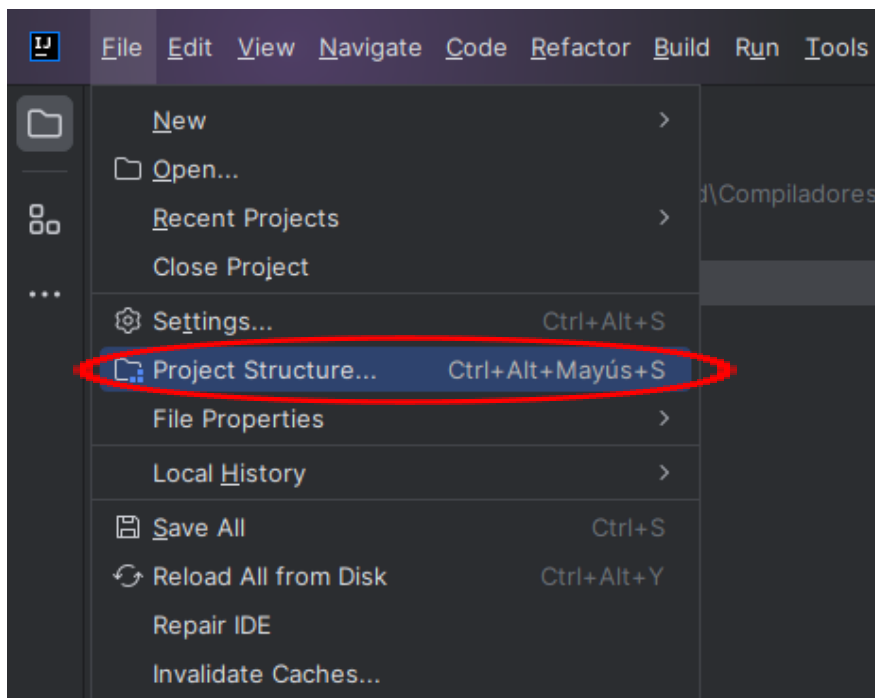 IJ File Edit View Navigate Code Refactor Build Run Tools
New
Open...
d\Compiladores
Recent Projects
Close Project
Settings... Ctrl+Alt+S
Project Structure... Ctrl+Alt+Mayús+S
File Properties
Local History
Save All Ctrl+S
Reload All from Disk Ctrl+Alt+Y
Repair IDE
Invalidate Caches...